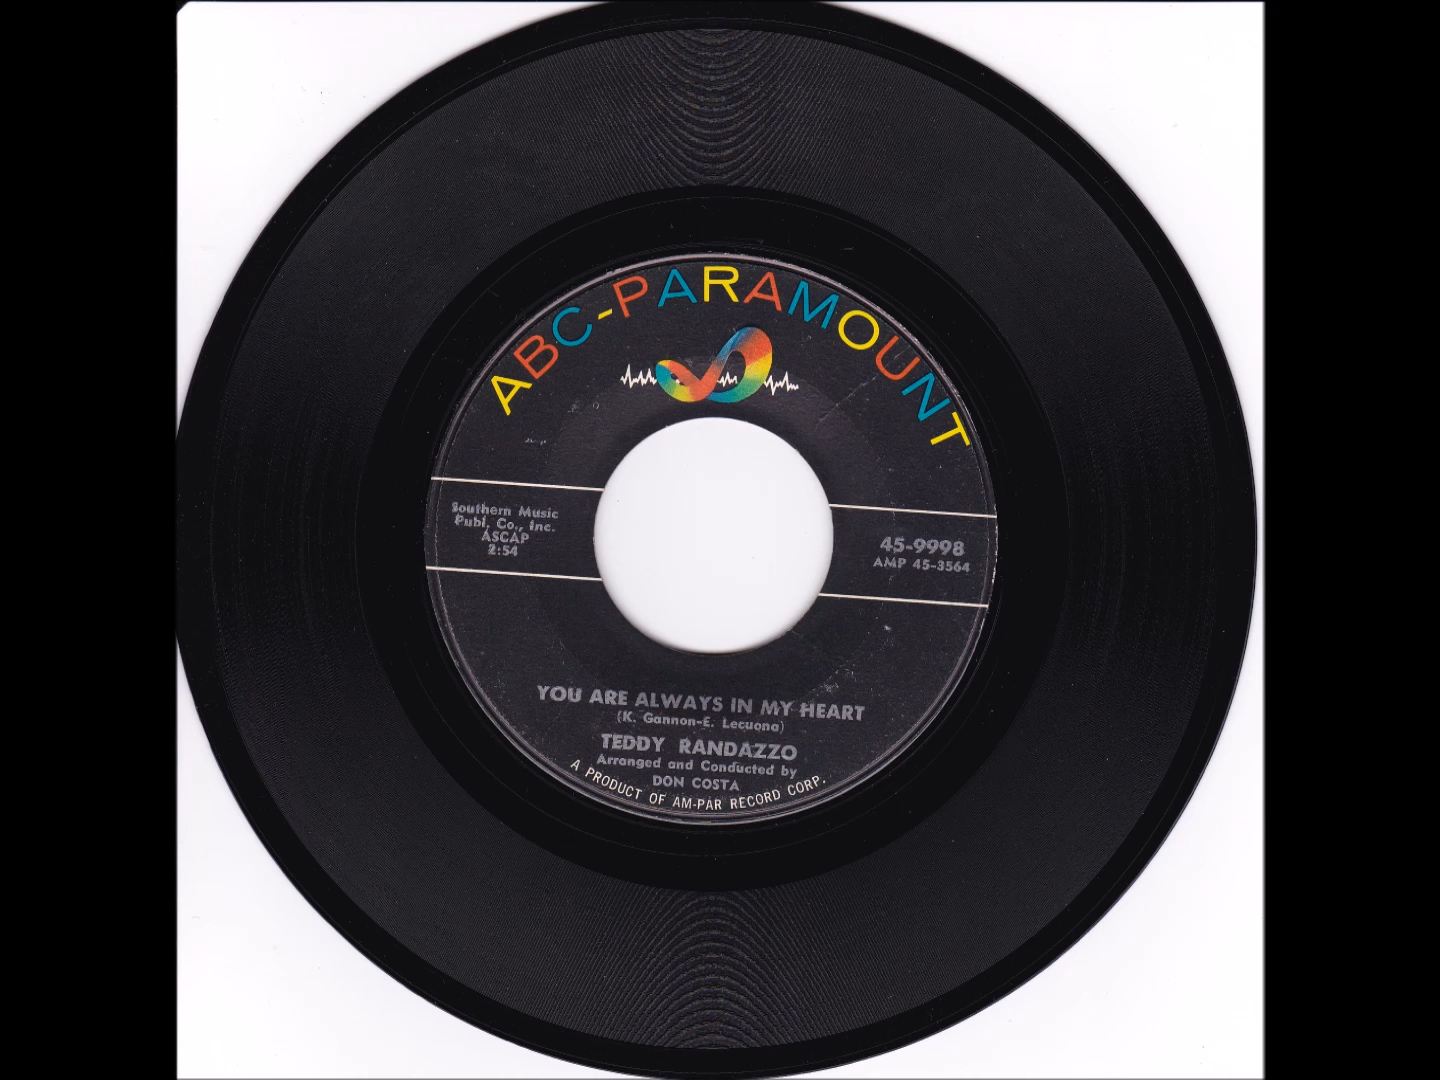 ABC-PARAMOUNT
Southern Music
Publ. Co., Inc.
ASCAP
2:54
45-9998
AMP 45-3564
YOU ARE ALWAYS IN MY HEART
(K. Gannon-E. Lecuona)
TEDDY RANDAZZO
Arranged and Conducted by
DON COSTA
A PRODUCT OF AM-PAR RECORD CORP.